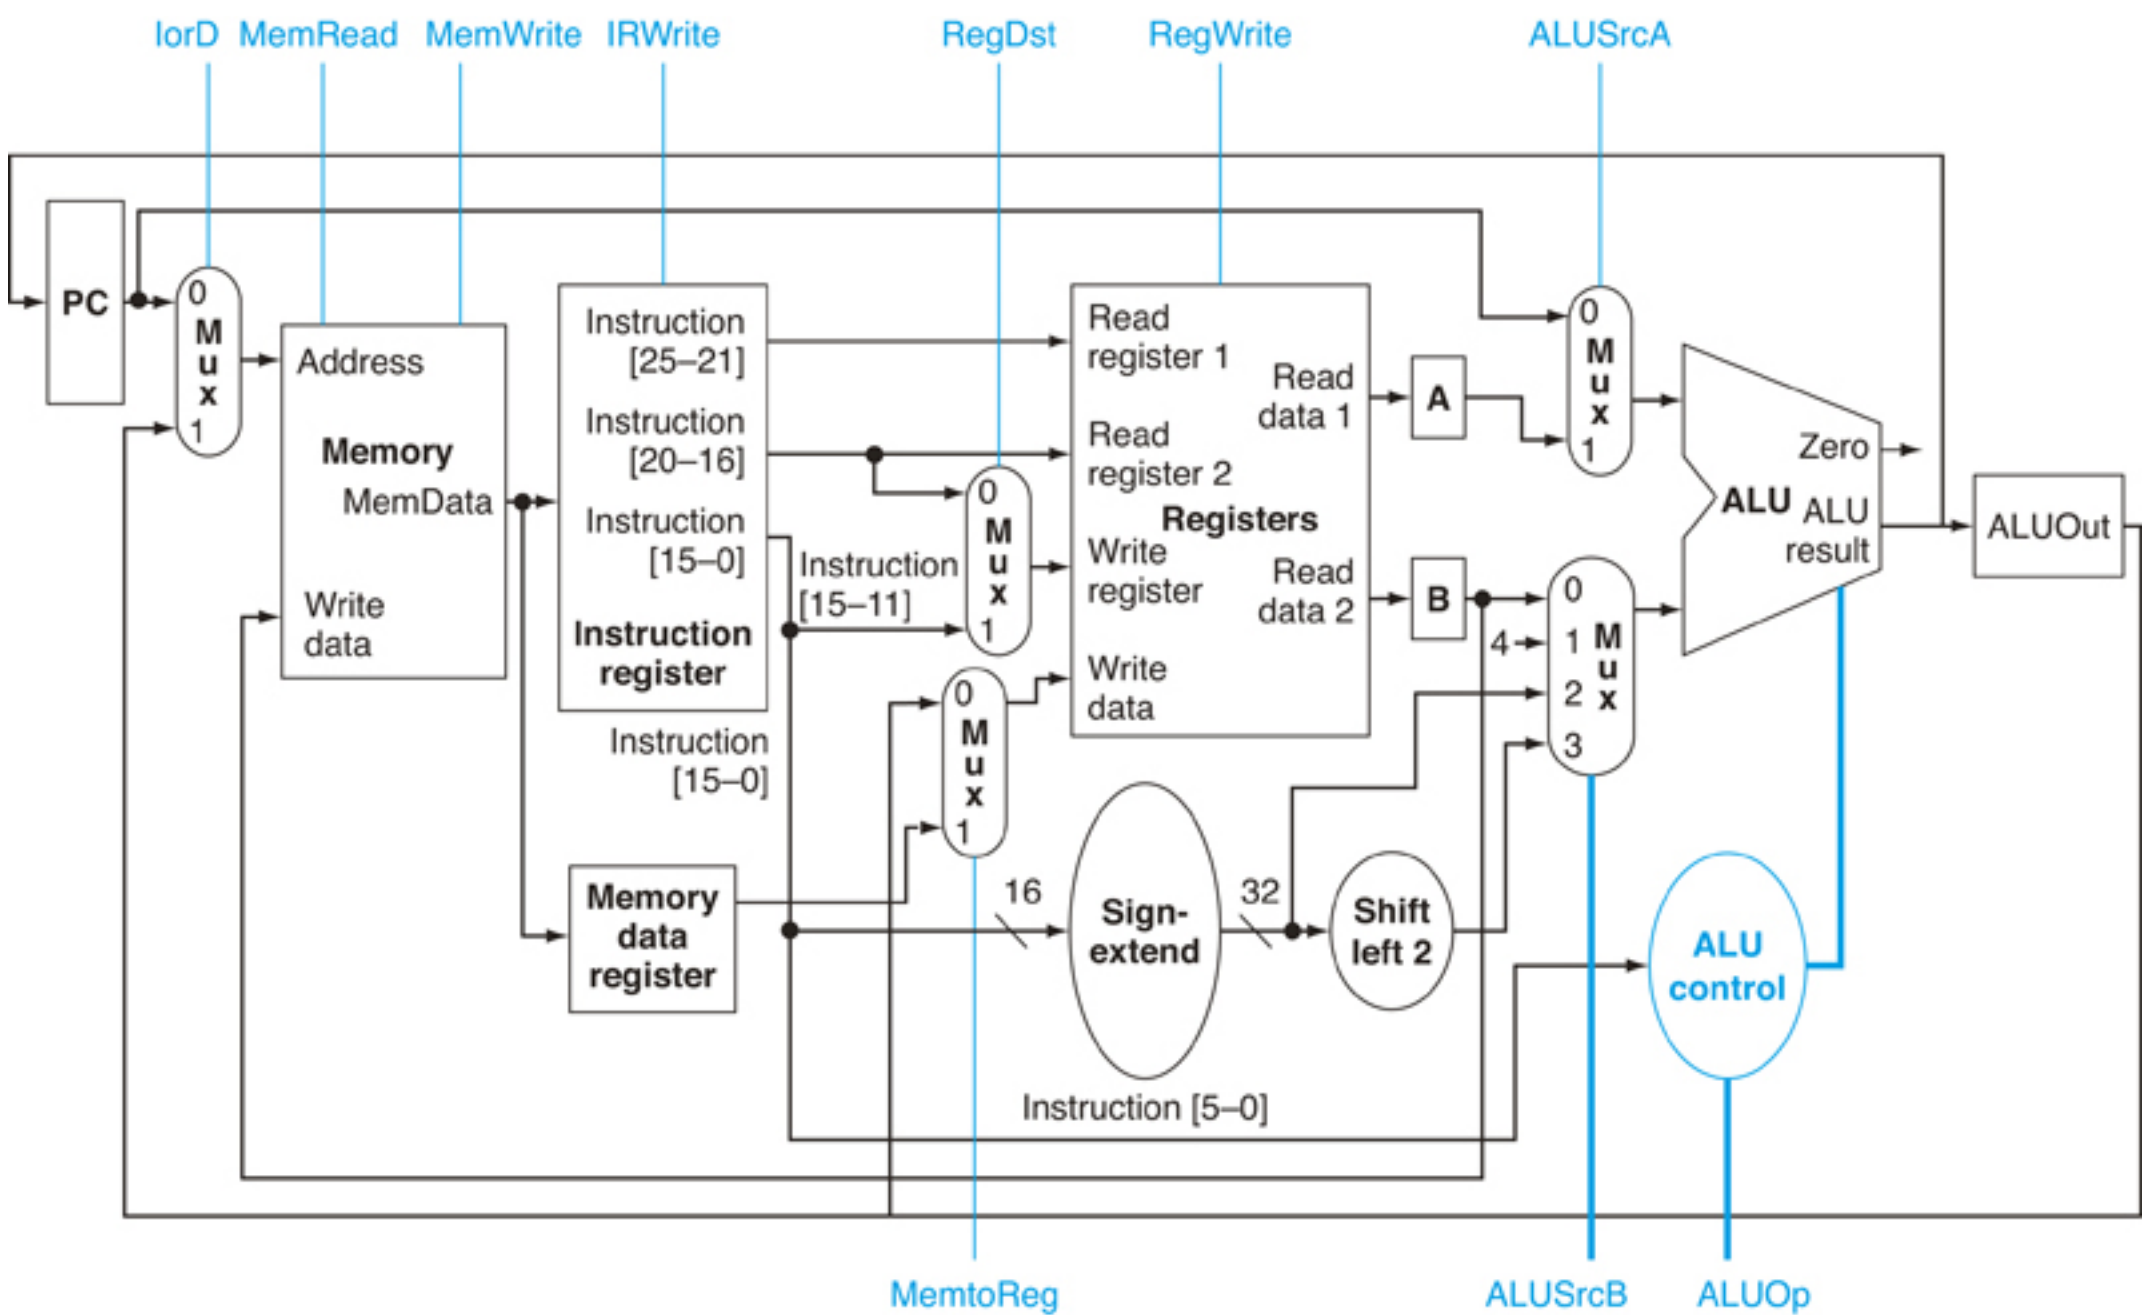 IorD MemRead MemWrite IRWrite RegDst RegWrite ALUSrcA
PC
0
M
u
x
1
Address
Memory
MemData
Write
data
Instruction
[25–21]
Instruction
[20–16]
Instruction
[15–0]
Instruction
register
Instruction
[15–0]
Memory
data
register
Instruction
[15–11]
0
M
u
x
1
0
M
u
x
1
Read
register 1
Read
register 2
Registers
Write
register
Write
data
Read
data 1
Read
data 2
A
B
4
0
M
u
x
1
0
1
2
3
M
u
x
Zero
ALU
ALU
result
ALUOut
16
Sign-
extend
32
Shift
left 2
ALU
control
Instruction [5–0]
MemtoReg ALUSrcB ALUOp